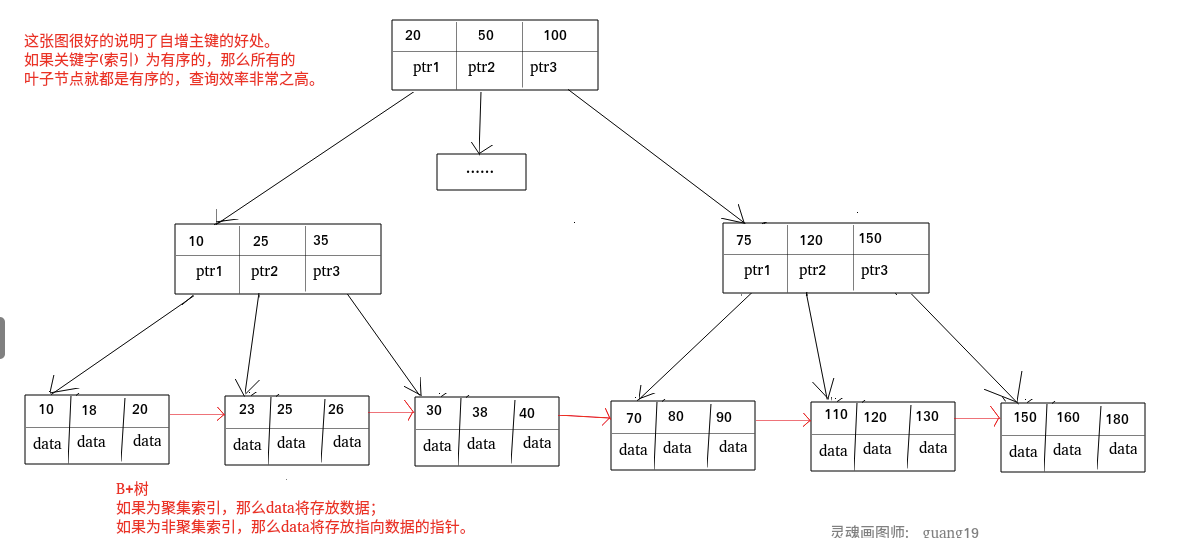 这张图很好的说明了自增主键的好处。
如果关键字(索引) 为有序的，那么所有的
叶子节点就都是有序的，查询效率非常之高。
20 50 100
ptr1 ptr2 ptr3
······
10 25 35
ptr1 ptr2 ptr3
75 120 150
ptr1 ptr2 ptr3
10 18 20
data data data
23 25 26
data data data
30 38 40
data data data
70 80 90
data data data
110 120 130
data data data
150 160 180
data data data
B+树
如果为聚集索引，那么data将存放数据；
如果为非聚集索引，那么data将存放指向数据的指针。
灵魂画图师： guang19